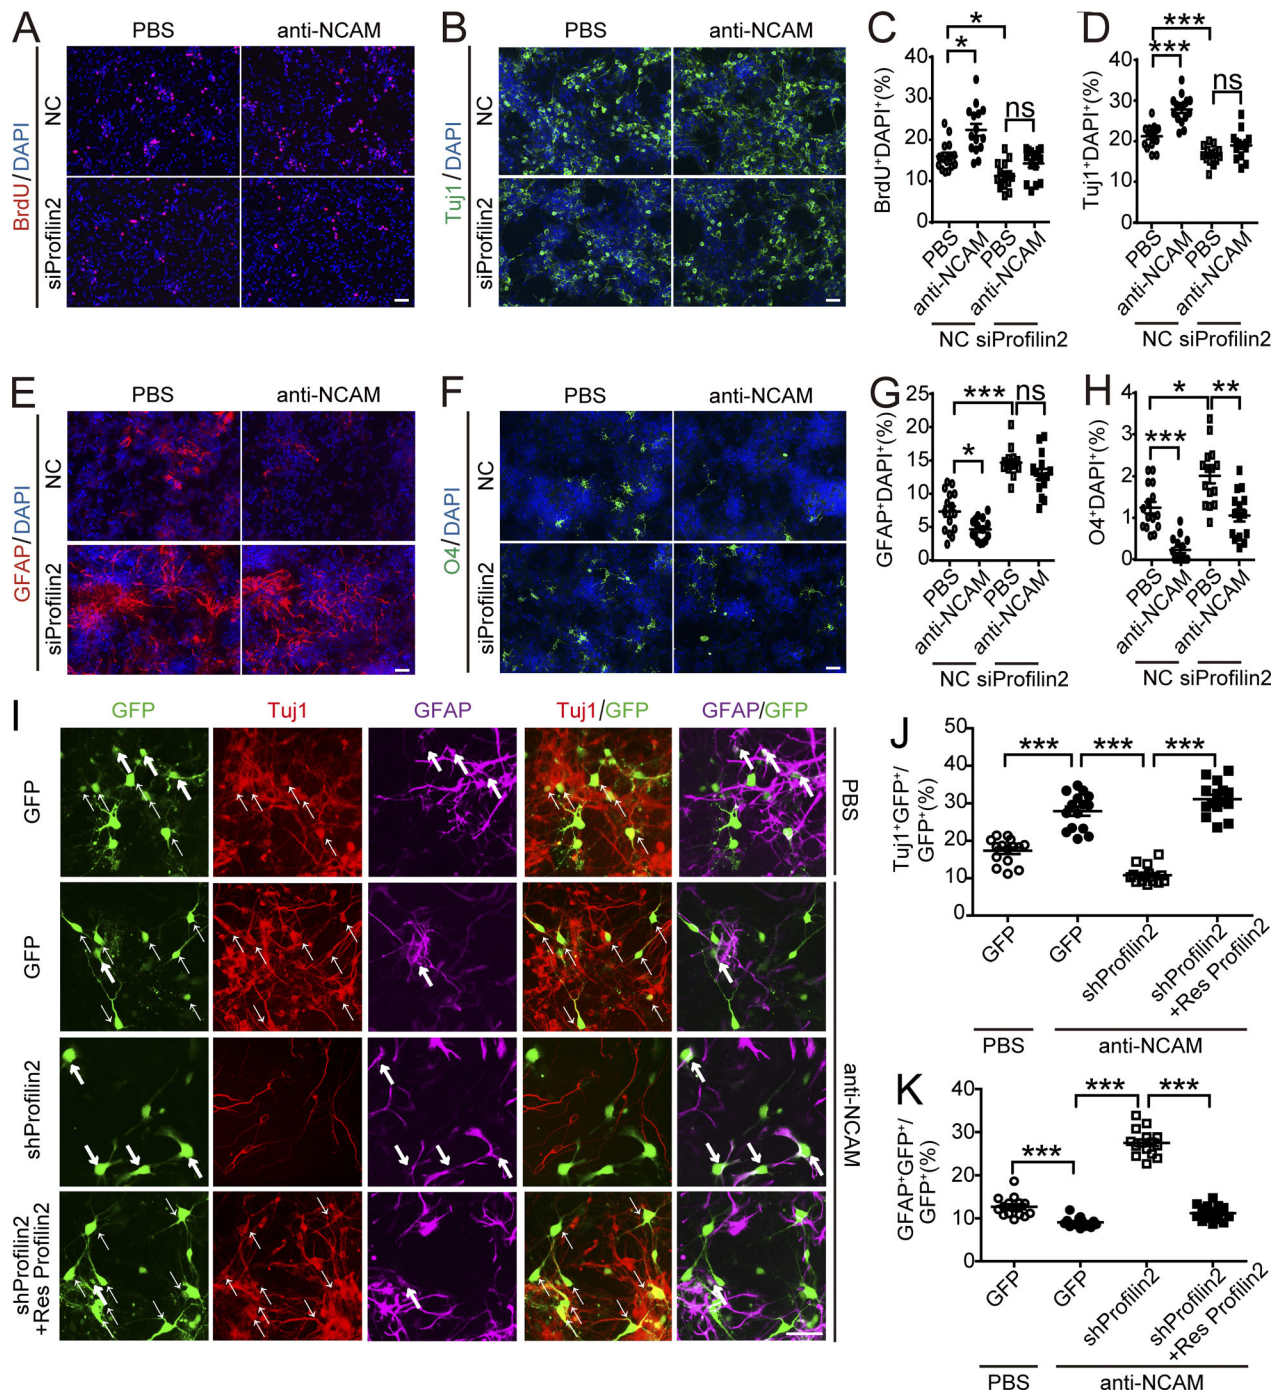 A
PBS
anti-NCAM
BrdU/DAPI
NC
siProfilin2
B
PBS
anti-NCAM
Tuj1/DAPI
NC
siProfilin2
C
BrdU⁺DAPI⁺(%)
40
30
20
10
0
*
*
ns
PBS
anti-NCAM
PBS
anti-NCAM
NC siProfilin2
D
Tuj1⁺DAPI⁺(%)
40
30
20
10
0
***
***
ns
PBS
anti-NCAM
PBS
anti-NCAM
NC siProfilin2
E
PBS
anti-NCAM
GFAP/DAPI
NC
siProfilin2
F
PBS
anti-NCAM
O4/DAPI
NC
siProfilin2
G
GFAP⁺DAPI⁺(%)
25
20
15
10
5
0
***
ns
*
PBS
anti-NCAM
PBS
anti-NCAM
NC siProfilin2
H
O4⁺DAPI⁺(%)
4
3
2
1
0
*
**
***
PBS
anti-NCAM
PBS
anti-NCAM
NC siProfilin2
I
GFP
Tuj1
GFAP
Tuj1/GFP
GFAP/GFP
GFP
GFP
shProfilin2
shProfilin2
+Res Profilin2
PBS
anti-NCAM
J
Tuj1⁺GFP⁺/
GFP⁺(%)
50
40
30
20
10
0
***
***
***
GFP
GFP
shProfilin2
shProfilin2
+Res Profilin2
PBS
anti-NCAM
K
GFAP⁺GFP⁺/
GFP⁺(%)
40
30
20
10
0
***
***
***
GFP
GFP
shProfilin2
shProfilin2
+Res Profilin2
PBS
anti-NCAM